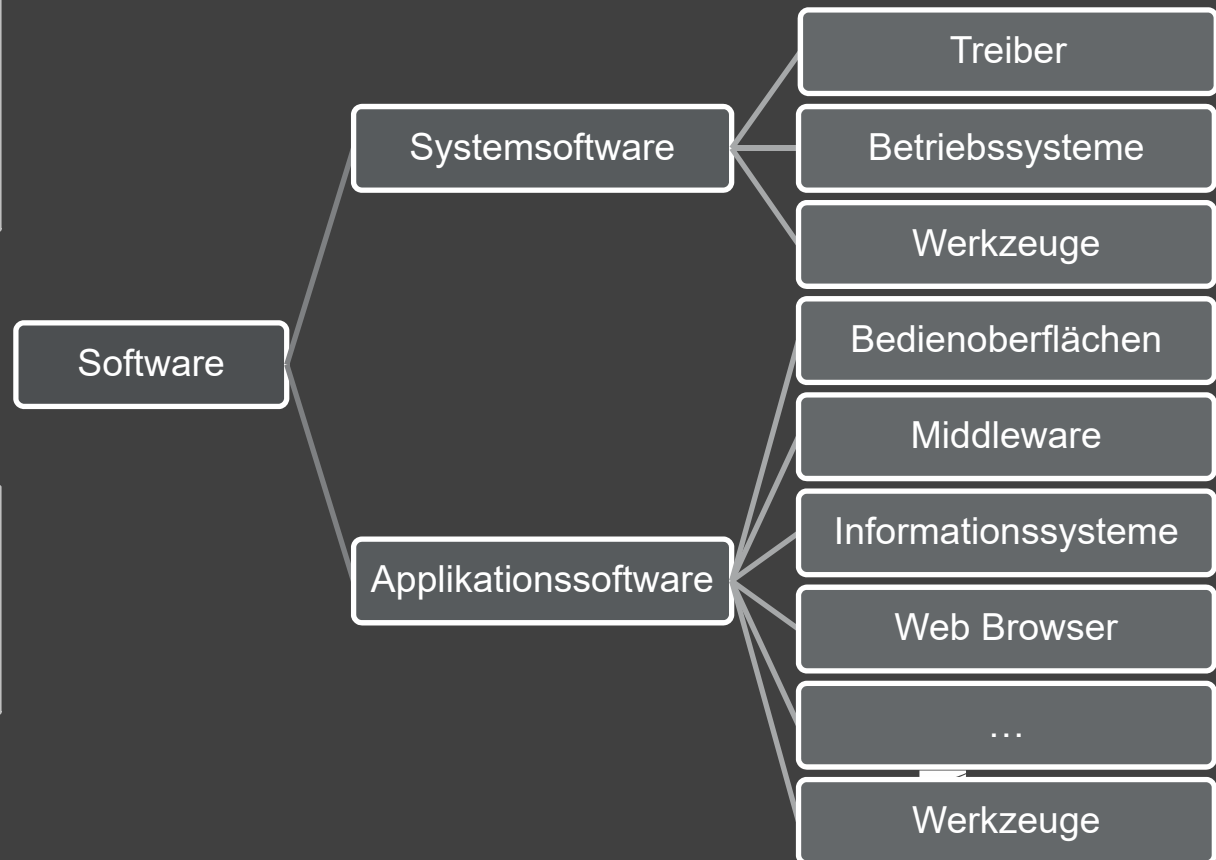 Software
Systemsoftware
Treiber
Betriebssysteme
Werkzeuge
Applikationssoftware
Bedienoberflächen
Middleware
Informationssysteme
Web Browser
…
Werkzeuge